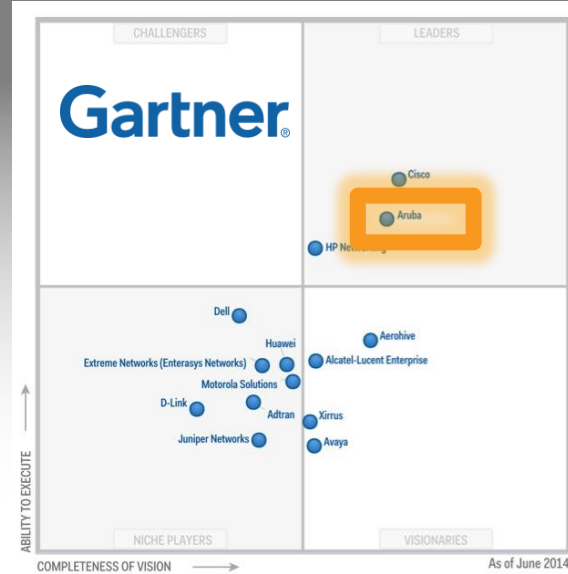 CHALLENGERS
LEADERS
Gartner®
Cisco
Aruba
HP Networking
Dell
Aerohive
Huawei
Alcatel-Lucent Enterprise
Extreme Networks (Enterasys Networks)
Motorola Solutions
D-Link
Adtran
Xirrus
Juniper Networks
Avaya
ABILITY TO EXECUTE
NICHE PLAYERS
VISIONARIES
COMPLETENESS OF VISION
As of June 2014